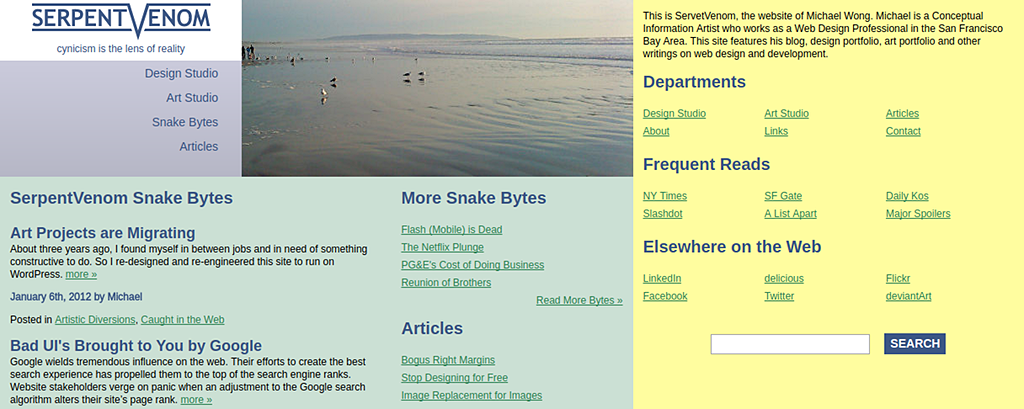 SERPENTVENOM
cynicism is the lens of reality
Design Studio
Art Studio
Snake Bytes
Articles
SerpentVenom Snake Bytes
Art Projects are Migrating
About three years ago, I found myself in between jobs and in need of something
constructive to do. So I re-designed and re-engineered this site to run on
WordPress. more »
January 6th, 2012 by Michael
Posted in Artistic Diversions, Caught in the Web
Bad UI's Brought to You by Google
Google wields tremendous influence on the web. Their efforts to create the best
search experience has propelled them to the top of the search engine ranks.
Website stakeholders verge on panic when an adjustment to the Google search
algorithm alters their site's page rank. more »
More Snake Bytes
Flash (Mobile) is Dead
The Netflix Plunge
PG&E's Cost of Doing Business
Reunion of Brothers
Read More Bytes »
Articles
Bogus Right Margins
Stop Designing for Free
Image Replacement for Images
This is ServetVenom, the website of Michael Wong. Michael is a Conceptual
Information Artist who works as a Web Design Professional in the San Francisco
Bay Area. This site features his blog, design portfolio, art portfolio and other
writings on web design and development.
Departments
Design Studio Art Studio Articles
About Links Contact
Frequent Reads
NY Times SF Gate Daily Kos
Slashdot A List Apart Major Spoilers
Elsewhere on the Web
LinkedIn delicious Flickr
Facebook Twitter deviantArt
SEARCH